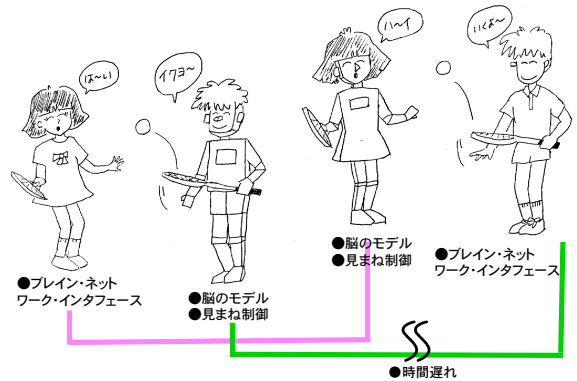 は〜い
イクヨ〜
ハ〜イ
いくよ〜
●ブレイン・ネット
ワーク・インタフェース
●脳のモデル
●見まね制御
●脳のモデル
●見まね制御
●ブレイン・ネット
ワーク・インタフェース
●時間遅れ